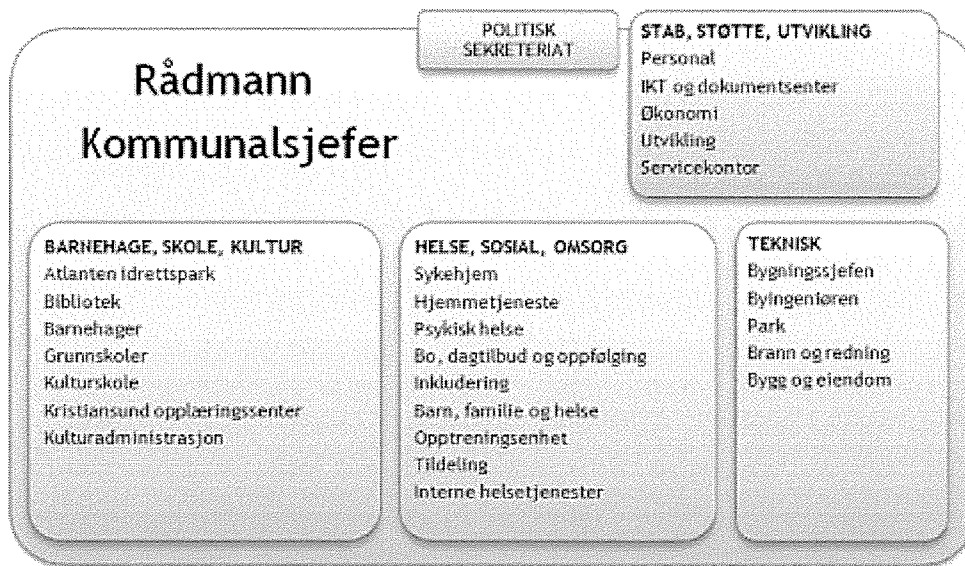 POLITISK
SEKRETERIAT
STAB, STØTTE, UTVIKLING
Personal
IKT og dokumentsenter
Økonomi
Utvikling
Servicekontor
Rådmann
Kommunalsjefer
BARNEHAGE, SKOLE, KULTUR
Atlanten idrettspark
Bibliotek
Barnehager
Grunnskoler
Kulturskole
Kristiansund opplæringssenter
Kulturadministrasjon
HELSE, SOSIAL, OMSORG
Sykehjem
Hjemmetjeneste
Psykisk helse
Bo, dagtilbud og oppfølging
Inkludering
Barn, familie og helse
Opptreningsenhet
Tildeling
Interne helsetjenester
TEKNISK
Bygningssjefen
Byingeniøren
Park
Brann og redning
Bygg og eiendom